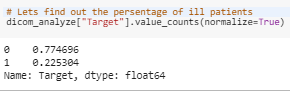 # Lets find out the persentage of ill patients
dicom_analyze["Target"].value_counts(normalize=True)
0    0.774696
1    0.225304
Name: Target, dtype: float64